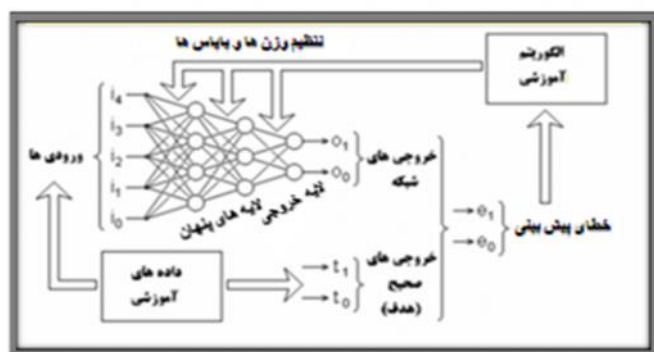 تنظیم وزن ها و بایاس ها
الگوریتم
آموزشی
ورودی ها
i4
i3
i2
i1
i0
لایه های پنهان
لایه خروجی
o1
o0
خروجی های
شبکه
e1
e0
خطای پیش بینی
داده های
آموزشی
t1
t0
خروجی های
صحیح
(هدف)